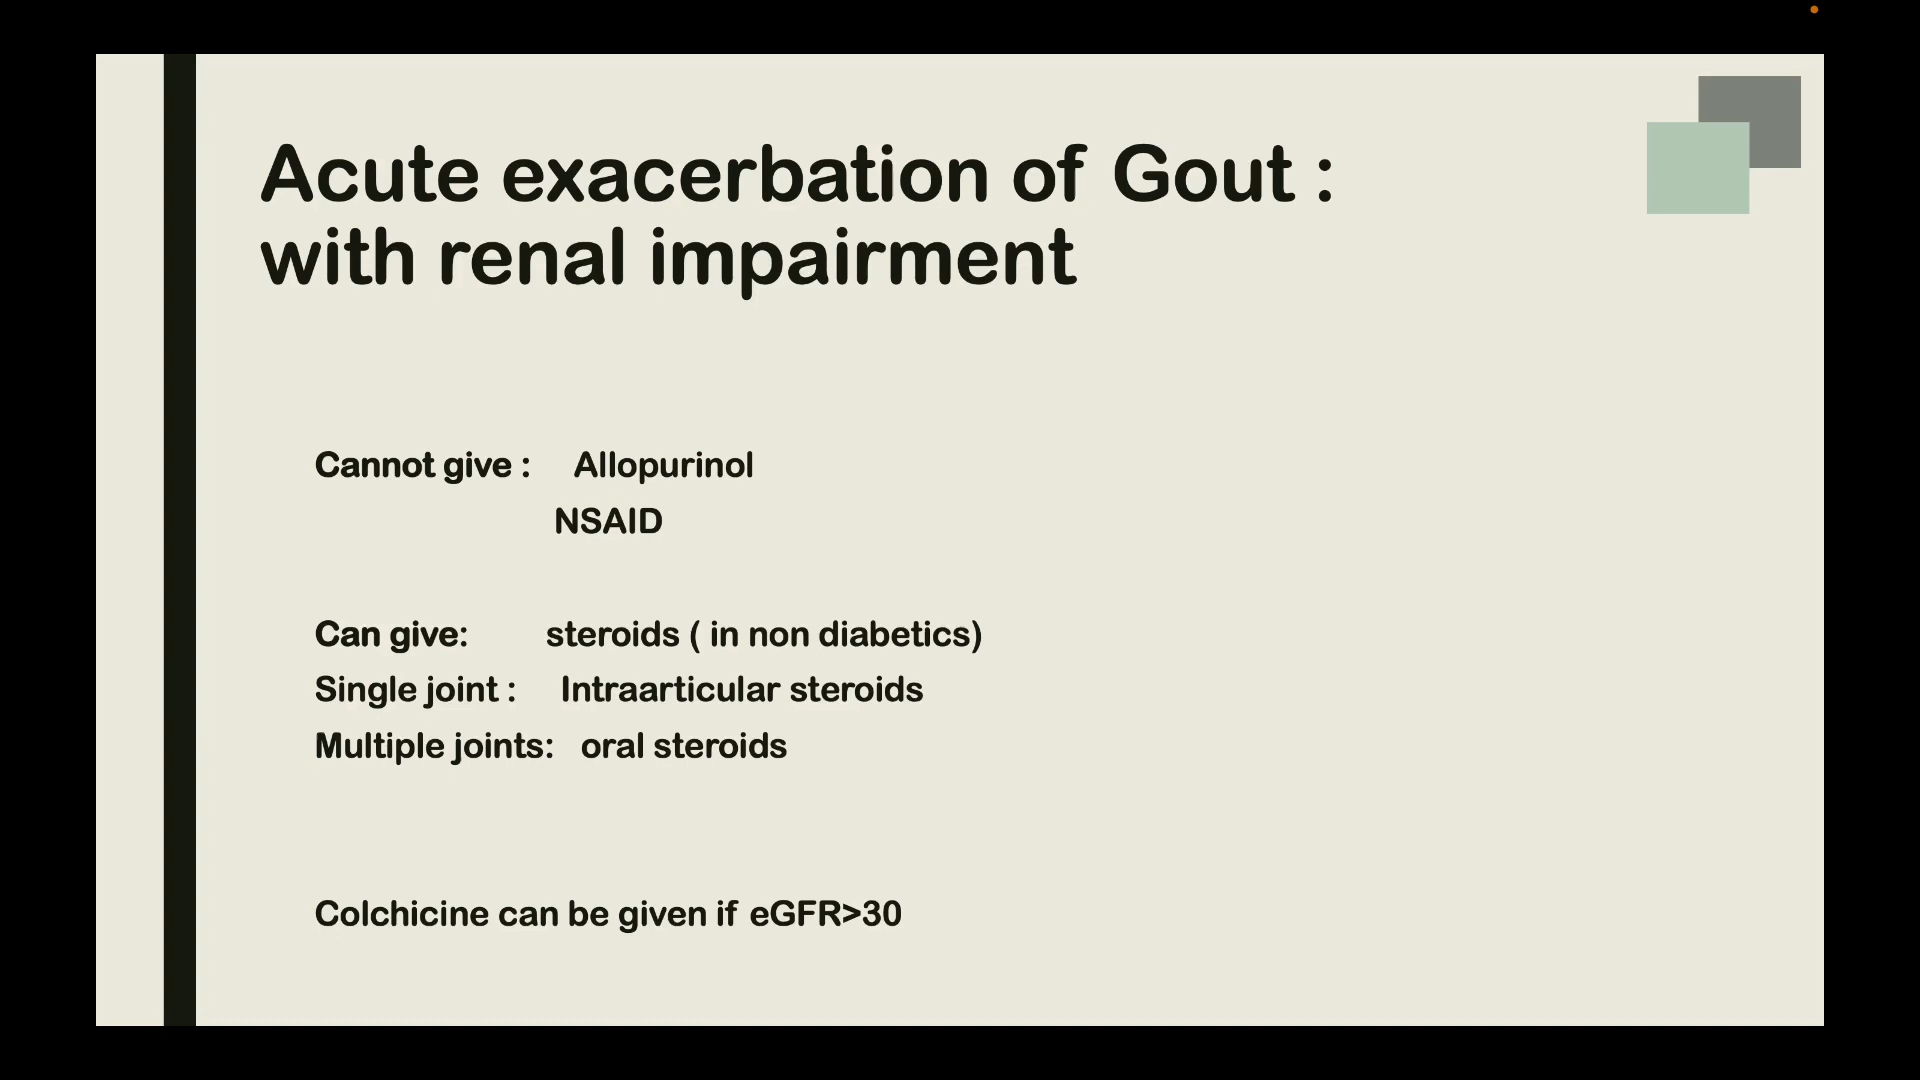 Acute exacerbation of Gout :
with renal impairment
Cannot give : Allopurinol
NSAID
Can give: steroids ( in non diabetics)
Single joint : Intraarticular steroids
Multiple joints: oral steroids
Colchicine can be given if eGFR>30